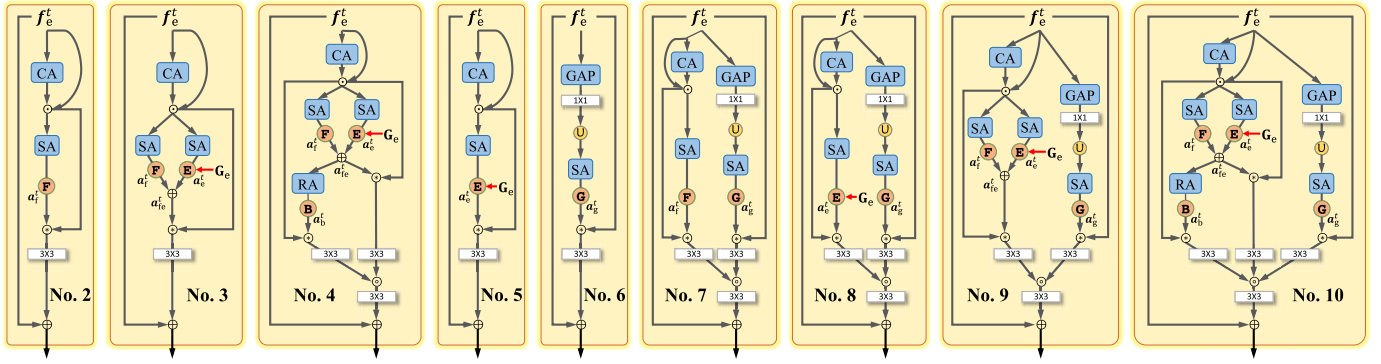 f_e^t
CA
SA
F
a_f^t
3X3
No. 2
f_e^t
CA
SA SA
F E G_e
a_f^t a_e^t
a_fe^t
3X3
No. 3
f_e^t
CA
SA SA
F E G_e
a_f^t a_e^t
a_fe^t
RA
B
a_b^t
3X3 3X3
3X3
No. 4
f_e^t
CA
SA
E G_e
a_e^t
3X3
No. 5
f_e^t
GAP
1X1
U
SA
G
a_g^t
3X3
No. 6
f_e^t
CA GAP
1X1
U
SA SA
F G
a_f^t a_g^t
3X3 3X3
3X3
No. 7
f_e^t
CA GAP
1X1
U
SA SA
E G_e G
a_e^t a_g^t
3X3 3X3
3X3
No. 8
f_e^t
CA
GAP
1X1
SA SA
U
F E G_e
a_f^t a_e^t
a_fe^t
SA
G
a_g^t
3X3 3X3
3X3
No. 9
f_e^t
CA
GAP
1X1
SA SA
F E G_e
U
a_f^t a_e^t
a_fe^t
RA SA
B G
a_b^t a_g^t
3X3 3X3 3X3
3X3
No. 10